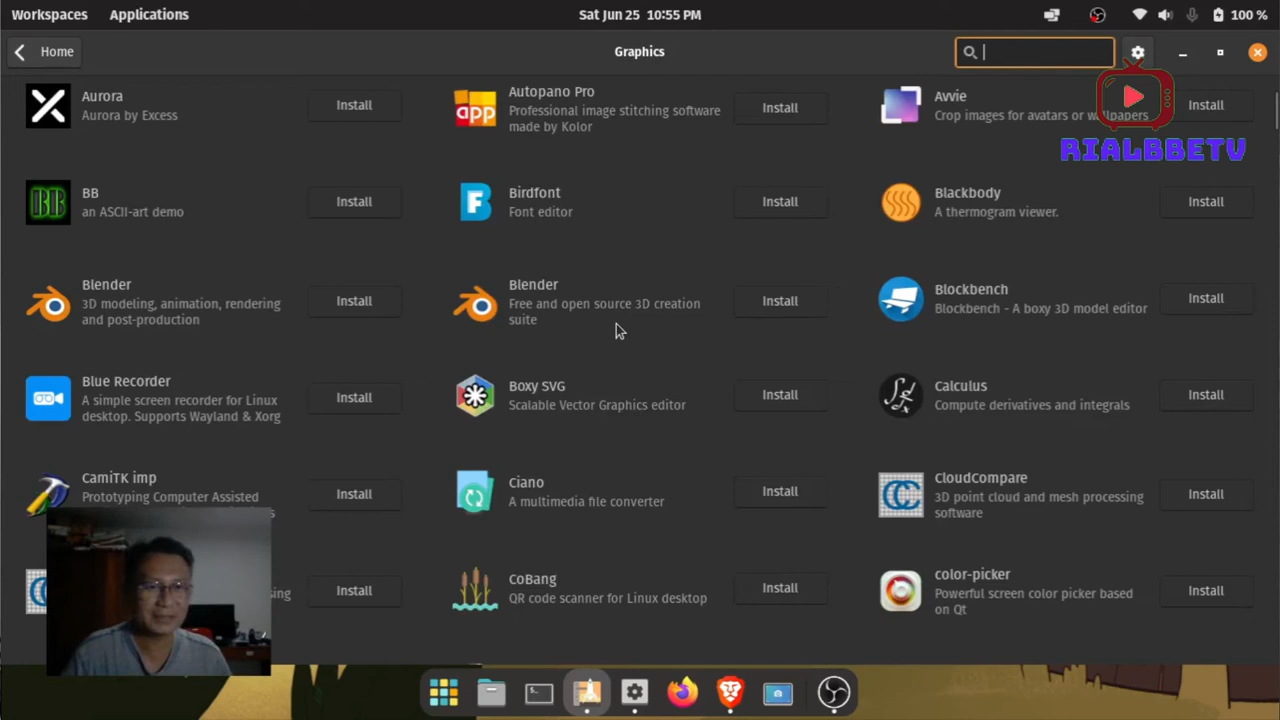 Workspaces Applications Sat Jun 25 10:55 PM 100 %
Home Graphics
Aurora
Aurora by Excess
Install
Autopano Pro
Professional image stitching software
made by Kolor
Install
Avvie
Crop images for avatars or wallpapers
Install
RIALBBETV
BB
an ASCII-art demo
Install
Birdfont
Font editor
Install
Blackbody
A thermogram viewer.
Install
Blender
3D modeling, animation, rendering
and post-production
Install
Blender
Free and open source 3D creation
suite
Install
Blockbench
Blockbench - A boxy 3D model editor
Install
Blue Recorder
A simple screen recorder for Linux
desktop. Supports Wayland & Xorg
Install
Boxy SVG
Scalable Vector Graphics editor
Install
Calculus
Compute derivatives and integrals
Install
CamiTK imp
Prototyping Computer Assisted
Install
Ciano
A multimedia file converter
Install
CloudCompare
3D point cloud and mesh processing
software
Install
Install
CoBang
QR code scanner for Linux desktop
Install
color-picker
Powerful screen color picker based
on Qt
Install